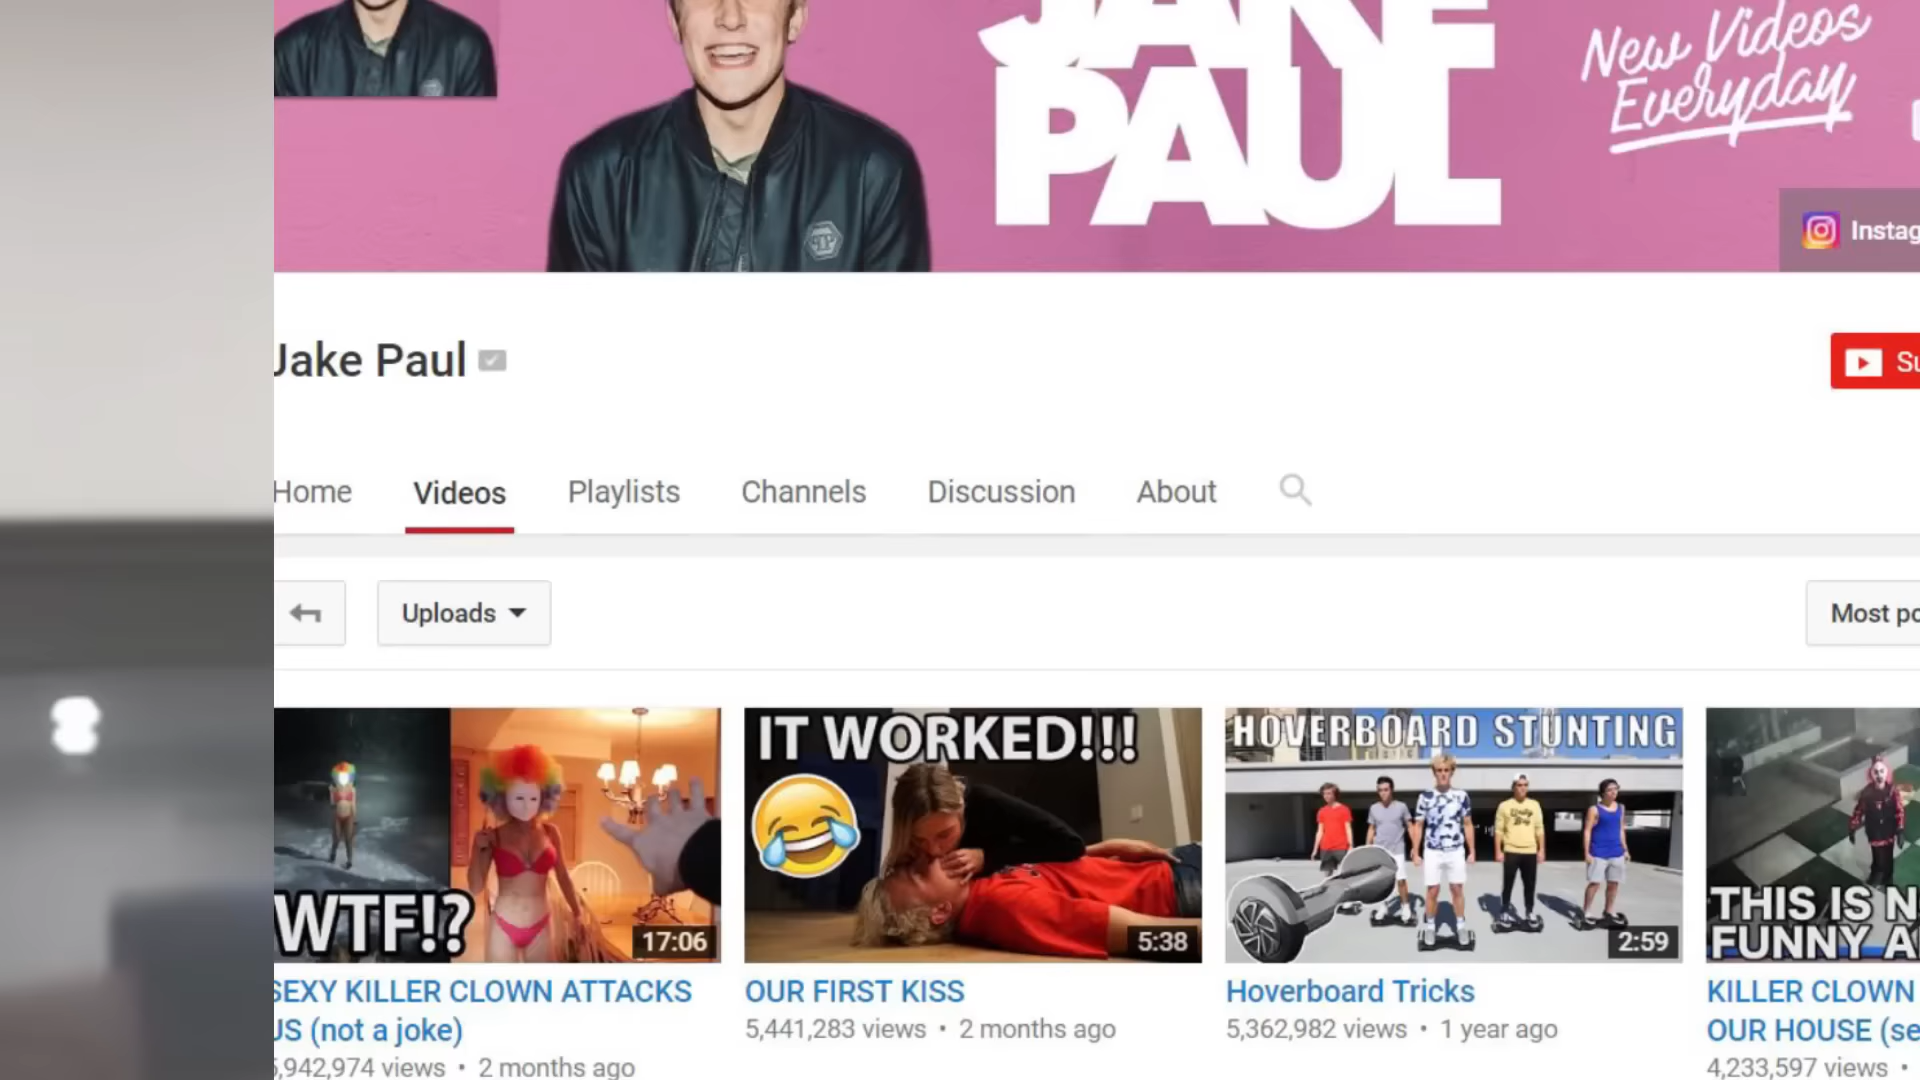 JAKE
PAUL
New Videos
Everyday
Jake Paul
Home Videos Playlists Channels Discussion About
Uploads
WTF!?
17:06
IT WORKED!!!
5:38
HOVERBOARD STUNTING
2:59
THIS IS N
FUNNY A
SEXY KILLER CLOWN ATTACKS
US (not a joke)
5,942,974 views • 2 months ago
OUR FIRST KISS
5,441,283 views • 2 months ago
Hoverboard Tricks
5,362,982 views • 1 year ago
KILLER CLOWN
OUR HOUSE (se
4,233,597 views •